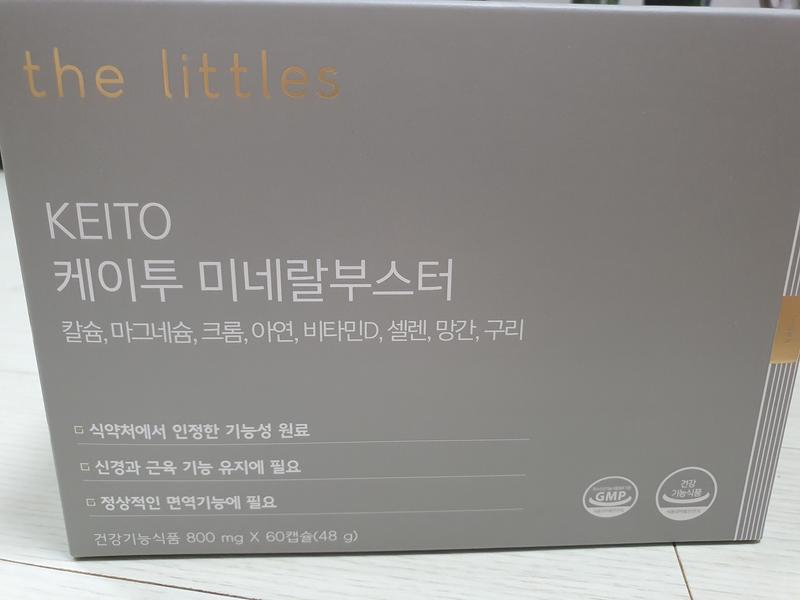 the littles
KEITO
케이투 미네랄부스터
칼슘, 마그네슘, 크롬, 아연, 비타민D, 셀렌, 망간, 구리
식약처에서 인정한 기능성 원료
신경과 근육 기능 유지에 필요
정상적인 면역기능에 필요
GMP
건강
기능식품
건강기능식품 800 mg X 60캡슐(48 g)